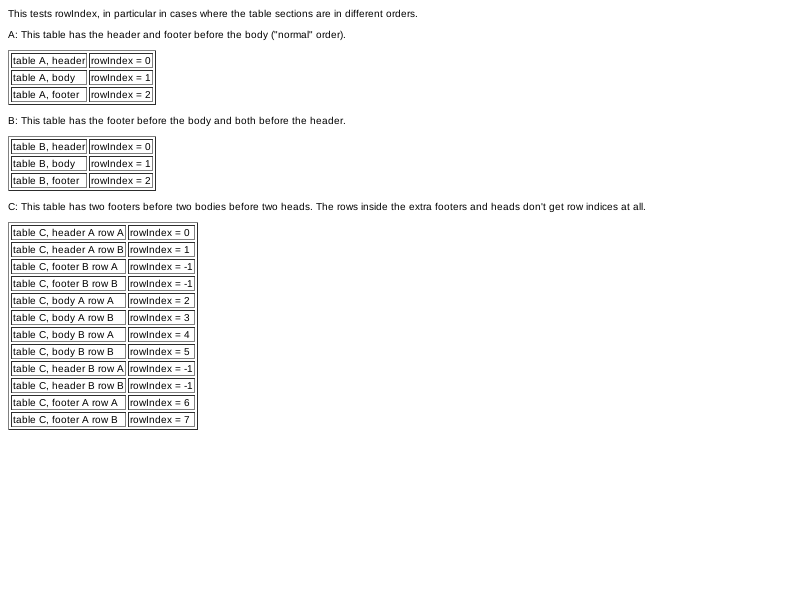 This tests rowIndex, in particular in cases where the table sections are in different orders.
A: This table has the header and footer before the body ("normal" order).
table A, header rowIndex = 0
table A, body rowIndex = 1
table A, footer rowIndex = 2
B: This table has the footer before the body and both before the header.
table B, header rowIndex = 0
table B, body rowIndex = 1
table B, footer rowIndex = 2
C: This table has two footers before two bodies before two heads. The rows inside the extra footers and heads don't get row indices at all.
table C, header A row A rowIndex = 0
table C, header A row B rowIndex = 1
table C, footer B row A rowIndex = -1
table C, footer B row B rowIndex = -1
table C, body A row A rowIndex = 2
table C, body A row B rowIndex = 3
table C, body B row A rowIndex = 4
table C, body B row B rowIndex = 5
table C, header B row A rowIndex = -1
table C, header B row B rowIndex = -1
table C, footer A row A rowIndex = 6
table C, footer A row B rowIndex = 7